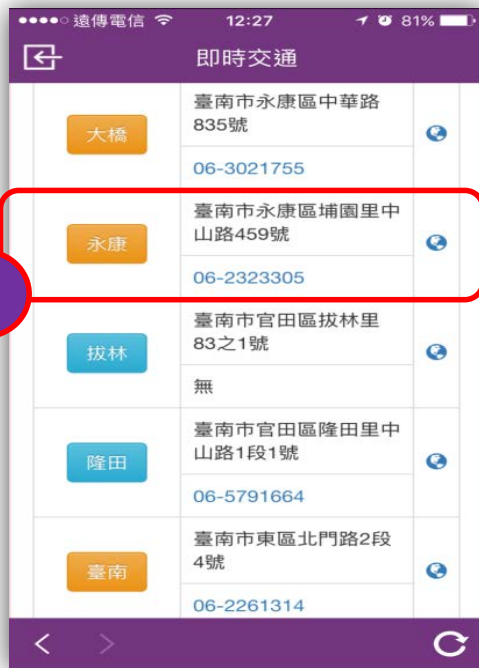 遠傳電信 12:27 81%
即時交通
大橋
臺南市永康區中華路
835號
06-3021755
永康
臺南市永康區埔園里中
山路459號
06-2323305
拔林
臺南市官田區拔林里
83之1號
無
隆田
臺南市官田區隆田里中
山路1段1號
06-5791664
臺南
臺南市東區北門路2段
4號
06-2261314